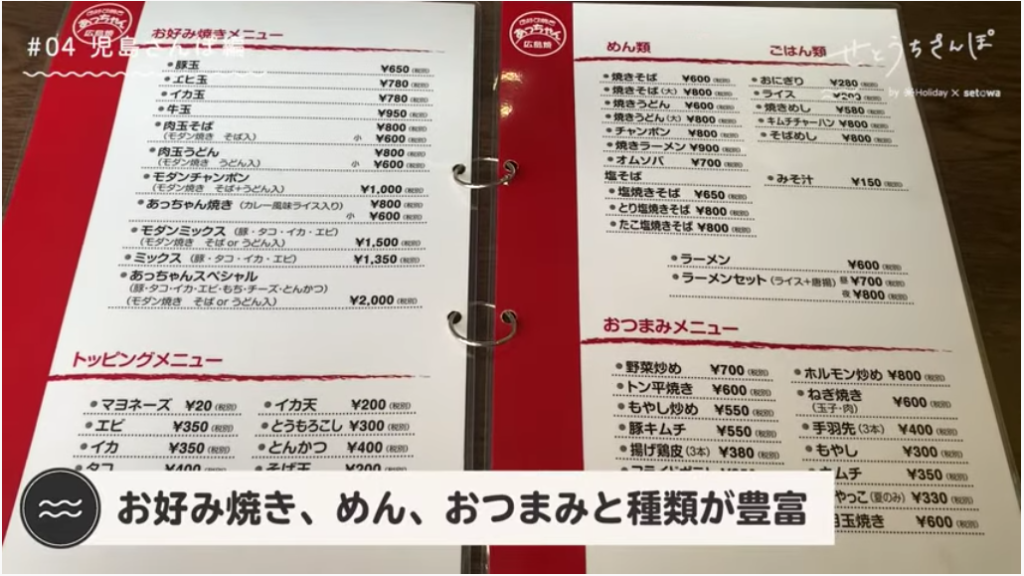 #04 児島さんぽ編
せとうちさんぽ
by Holiday × setowa
あっちゃん
広島焼
お好み焼きメニュー
豚玉 ¥650(税別)
エビ玉 ¥780(税別)
イカ玉 ¥780(税別)
牛玉 ¥950(税別)
肉玉そば ¥800(税別)
(モダン焼き そば入) 小 ¥600(税別)
肉玉うどん ¥800(税別)
(モダン焼き うどん入) 小 ¥600(税別)
モダンチャンポン
(モダン焼き そば+うどん入) ¥1,000(税別)
あっちゃん焼き(カレー風味ライス入り) ¥800(税別)
小 ¥600(税別)
モダンミックス(豚・タコ・イカ・エビ)
(モダン焼き そば or うどん入) ¥1,500(税別)
ミックス(豚・タコ・イカ・エビ) ¥1,350(税別)
あっちゃんスペシャル
(豚・タコ・イカ・エビ・もち・チーズ・とんかつ)
(モダン焼き そば or うどん入) ¥2,000(税別)
トッピングメニュー
マヨネーズ ¥20(税別)
エビ ¥350(税別)
イカ ¥350(税別)
タコ ¥400(税別)
イカ天 ¥200(税別)
とうもろこし ¥300(税別)
とんかつ ¥400(税別)
そば玉 ¥200(税別)
あっちゃん
広島焼
めん類
焼きそば ¥600(税別)
焼きそば(大) ¥800(税別)
焼きうどん ¥600(税別)
焼きうどん(大) ¥800(税別)
チャンポン ¥800(税別)
焼きラーメン ¥900(税別)
オムソバ ¥700(税別)
塩そば
塩焼きそば ¥650(税別)
とり塩焼きそば ¥800(税別)
たこ塩焼きそば ¥800(税別)
ごはん類
おにぎり ¥280(税別)
ライス
焼きめし ¥580(税別)
キムチチャーハン ¥800(税別)
そばめし ¥800(税別)
みそ汁 ¥150(税別)
ラーメン ¥600(税別)
ラーメンセット(ライス+唐揚) 昼 ¥700(税別)
夜 ¥800(税別)
おつまみメニュー
野菜炒め ¥700(税別)
トン平焼き ¥600(税別)
もやし炒め ¥550(税別)
豚キムチ ¥550(税別)
揚げ鶏皮(3本) ¥380(税別)
ホルモン炒め ¥800(税別)
ねぎ焼き
(玉子・肉) ¥600(税別)
手羽先(3本) ¥400(税別)
もやし ¥300(税別)
キムチ ¥350(税別)
やっこ(夏のみ) ¥330(税別)
目玉焼き ¥600(税別)
お好み焼き、めん、おつまみと種類が豊富